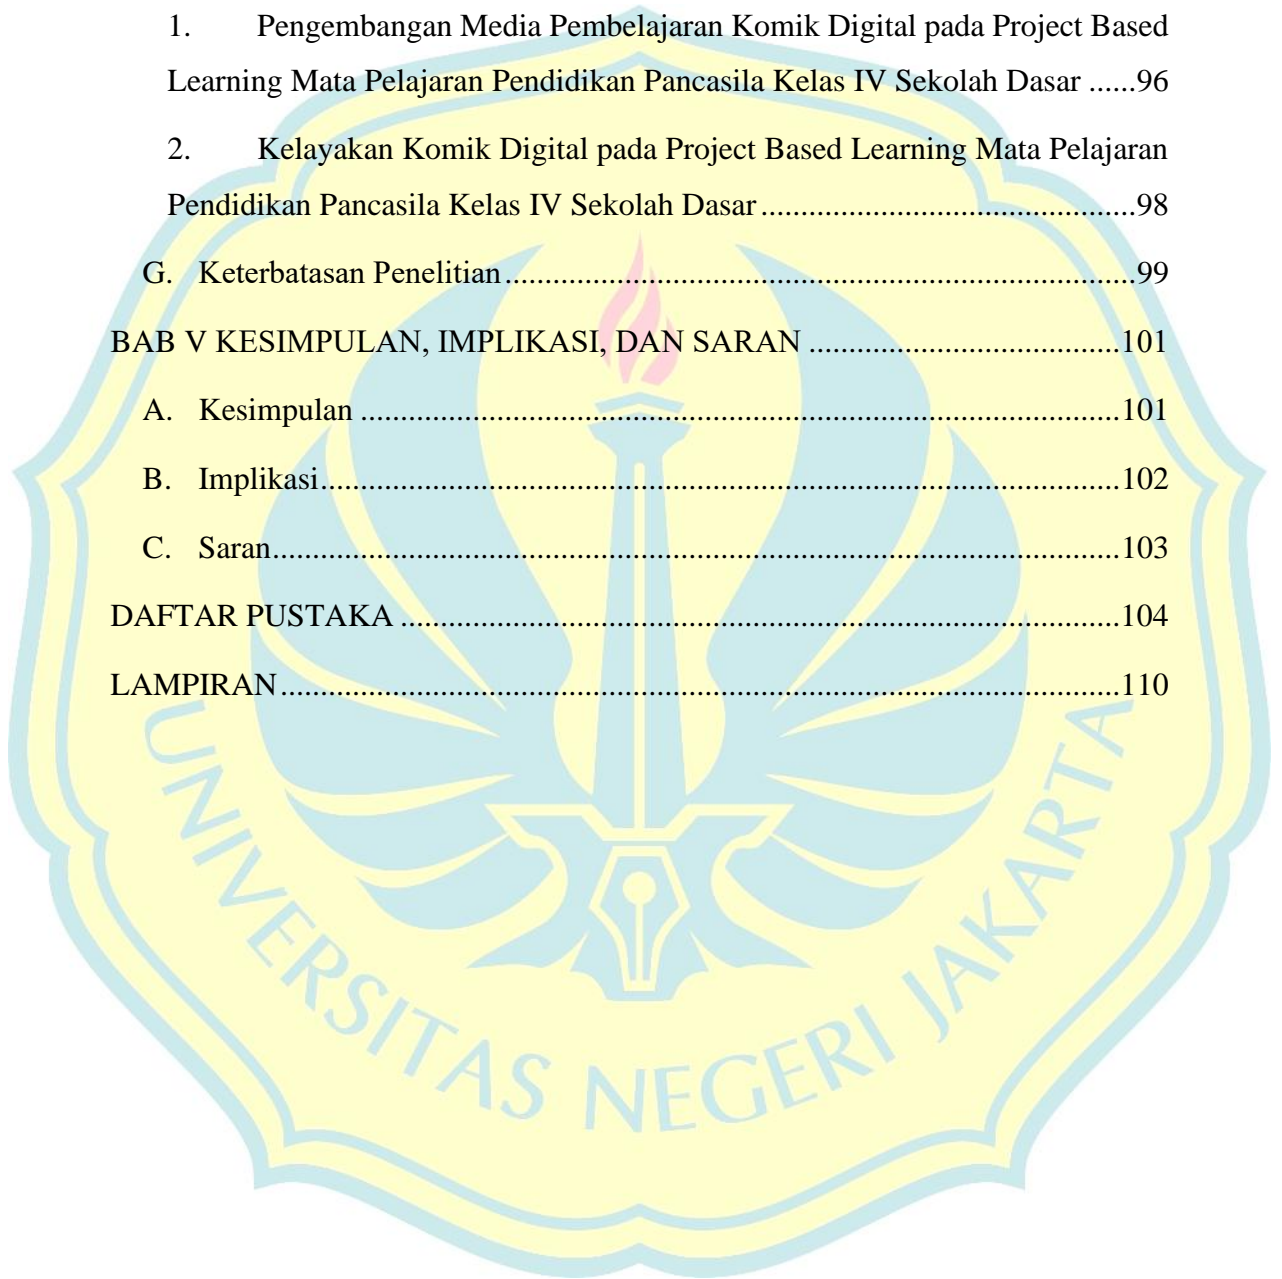 1. Pengembangan Media Pembelajaran Komik Digital pada Project Based
Learning Mata Pelajaran Pendidikan Pancasila Kelas IV Sekolah Dasar ......96
2. Kelayakan Komik Digital pada Project Based Learning Mata Pelajaran
Pendidikan Pancasila Kelas IV Sekolah Dasar ...............................................98
G. Keterbatasan Penelitian ...............................................................................99
BAB V KESIMPULAN, IMPLIKASI, DAN SARAN .......................................101
A. Kesimpulan ...............................................................................................101
B. Implikasi....................................................................................................102
C. Saran..........................................................................................................103
DAFTAR PUSTAKA ..........................................................................................104
LAMPIRAN.........................................................................................................110
UNIVERSITAS NEGERI JAKARTA